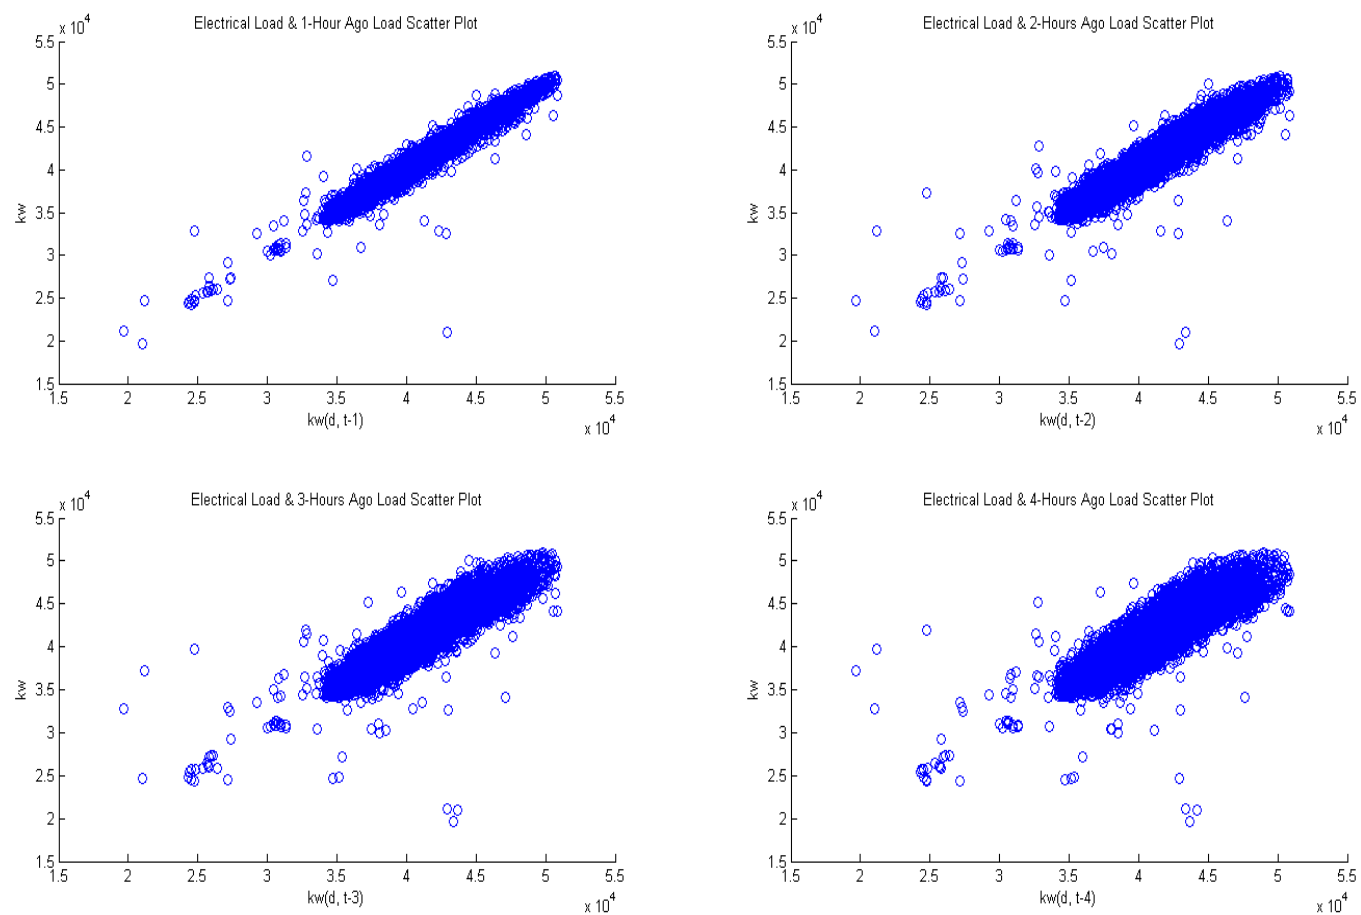 Electrical Load & 1-Hour Ago Load Scatter Plot
x 10^4
5.5
5
4.5
4
3.5
3
2.5
2
1.5
kw
1.5 2 2.5 3 3.5 4 4.5 5 5.5
kw(d, t-1)
x 10^4
Electrical Load & 2-Hours Ago Load Scatter Plot
x 10^4
5.5
5
4.5
4
3.5
3
2.5
2
1.5
kw
1.5 2 2.5 3 3.5 4 4.5 5 5.5
kw(d, t-2)
x 10^4
Electrical Load & 3-Hours Ago Load Scatter Plot
x 10^4
5.5
5
4.5
4
3.5
3
2.5
2
1.5
kw
1.5 2 2.5 3 3.5 4 4.5 5 5.5
kw(d, t-3)
x 10^4
Electrical Load & 4-Hours Ago Load Scatter Plot
x 10^4
5.5
5
4.5
4
3.5
3
2.5
2
1.5
kw
1.5 2 2.5 3 3.5 4 4.5 5 5.5
kw(d, t-4)
x 10^4